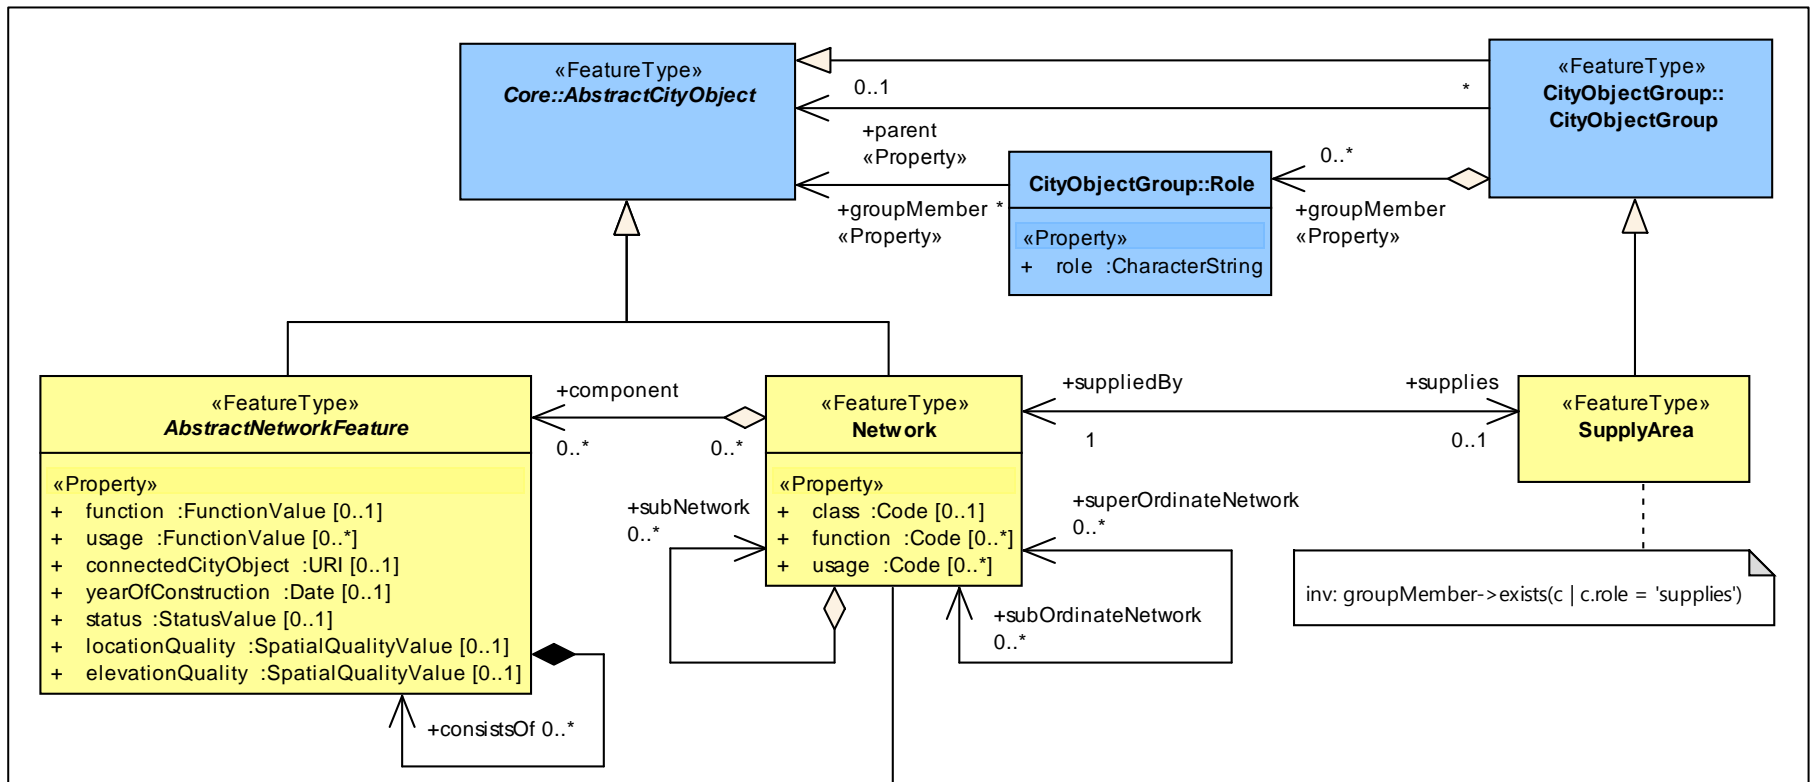 «FeatureType»
Core::AbstractCityObject
«FeatureType»
CityObjectGroup::
CityObjectGroup
0..1
*
+parent
«Property»
0..*
CityObjectGroup::Role
+groupMember *
«Property»
+groupMember
«Property»
«Property»
+ role :CharacterString
«FeatureType»
AbstractNetworkFeature
«Property»
+ function :FunctionValue [0..1]
+ usage :FunctionValue [0..*]
+ connectedCityObject :URI [0..1]
+ yearOfConstruction :Date [0..1]
+ status :StatusValue [0..1]
+ locationQuality :SpatialQualityValue [0..1]
+ elevationQuality :SpatialQualityValue [0..1]
+consistsOf 0..*
+component
0..*
0..*
«FeatureType»
Network
«Property»
+ class :Code [0..1]
+ function :Code [0..*]
+ usage :Code [0..*]
+subNetwork
0..*
+suppliedBy
1
+supplies
0..1
+superOrdinateNetwork
0..*
+subOrdinateNetwork
0..*
«FeatureType»
SupplyArea
inv: groupMember->exists(c | c.role = 'supplies')